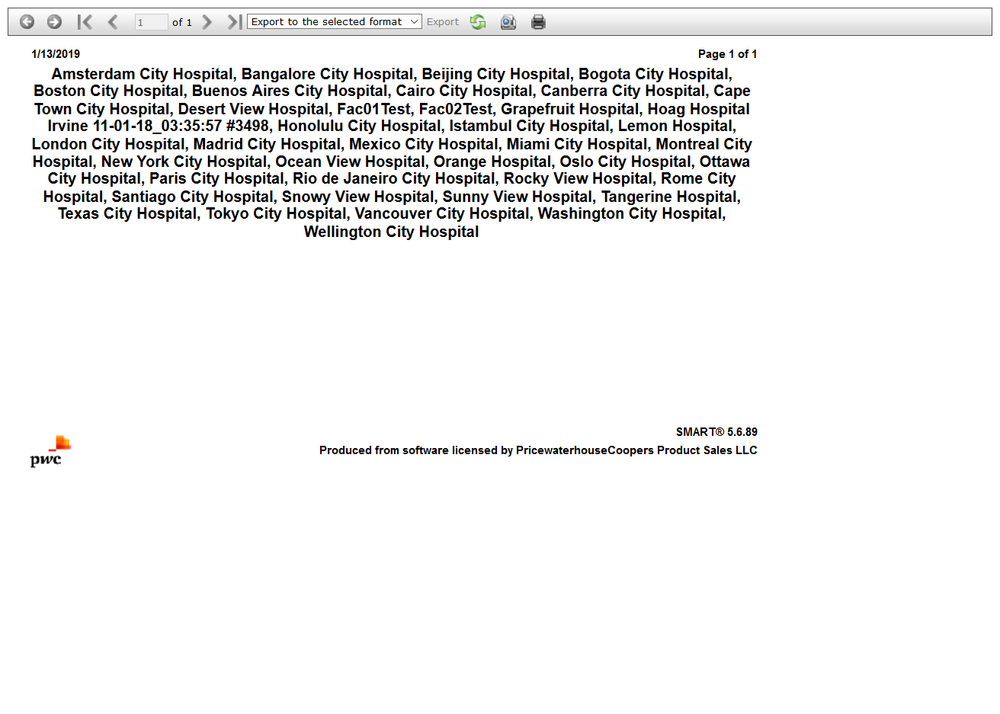 1 of 1 Export to the selected format Export
1/13/2019 Page 1 of 1
Amsterdam City Hospital, Bangalore City Hospital, Beijing City Hospital, Bogota City Hospital,
Boston City Hospital, Buenos Aires City Hospital, Cairo City Hospital, Canberra City Hospital, Cape
Town City Hospital, Desert View Hospital, Fac01Test, Fac02Test, Grapefruit Hospital, Hoag Hospital
Irvine 11-01-18_03:35:57 #3498, Honolulu City Hospital, Istambul City Hospital, Lemon Hospital,
London City Hospital, Madrid City Hospital, Mexico City Hospital, Miami City Hospital, Montreal City
Hospital, New York City Hospital, Ocean View Hospital, Orange Hospital, Oslo City Hospital, Ottawa
City Hospital, Paris City Hospital, Rio de Janeiro City Hospital, Rocky View Hospital, Rome City
Hospital, Santiago City Hospital, Snowy View Hospital, Sunny View Hospital, Tangerine Hospital,
Texas City Hospital, Tokyo City Hospital, Vancouver City Hospital, Washington City Hospital,
Wellington City Hospital
SMART® 5.6.89
Produced from software licensed by PricewaterhouseCoopers Product Sales LLC
pwc